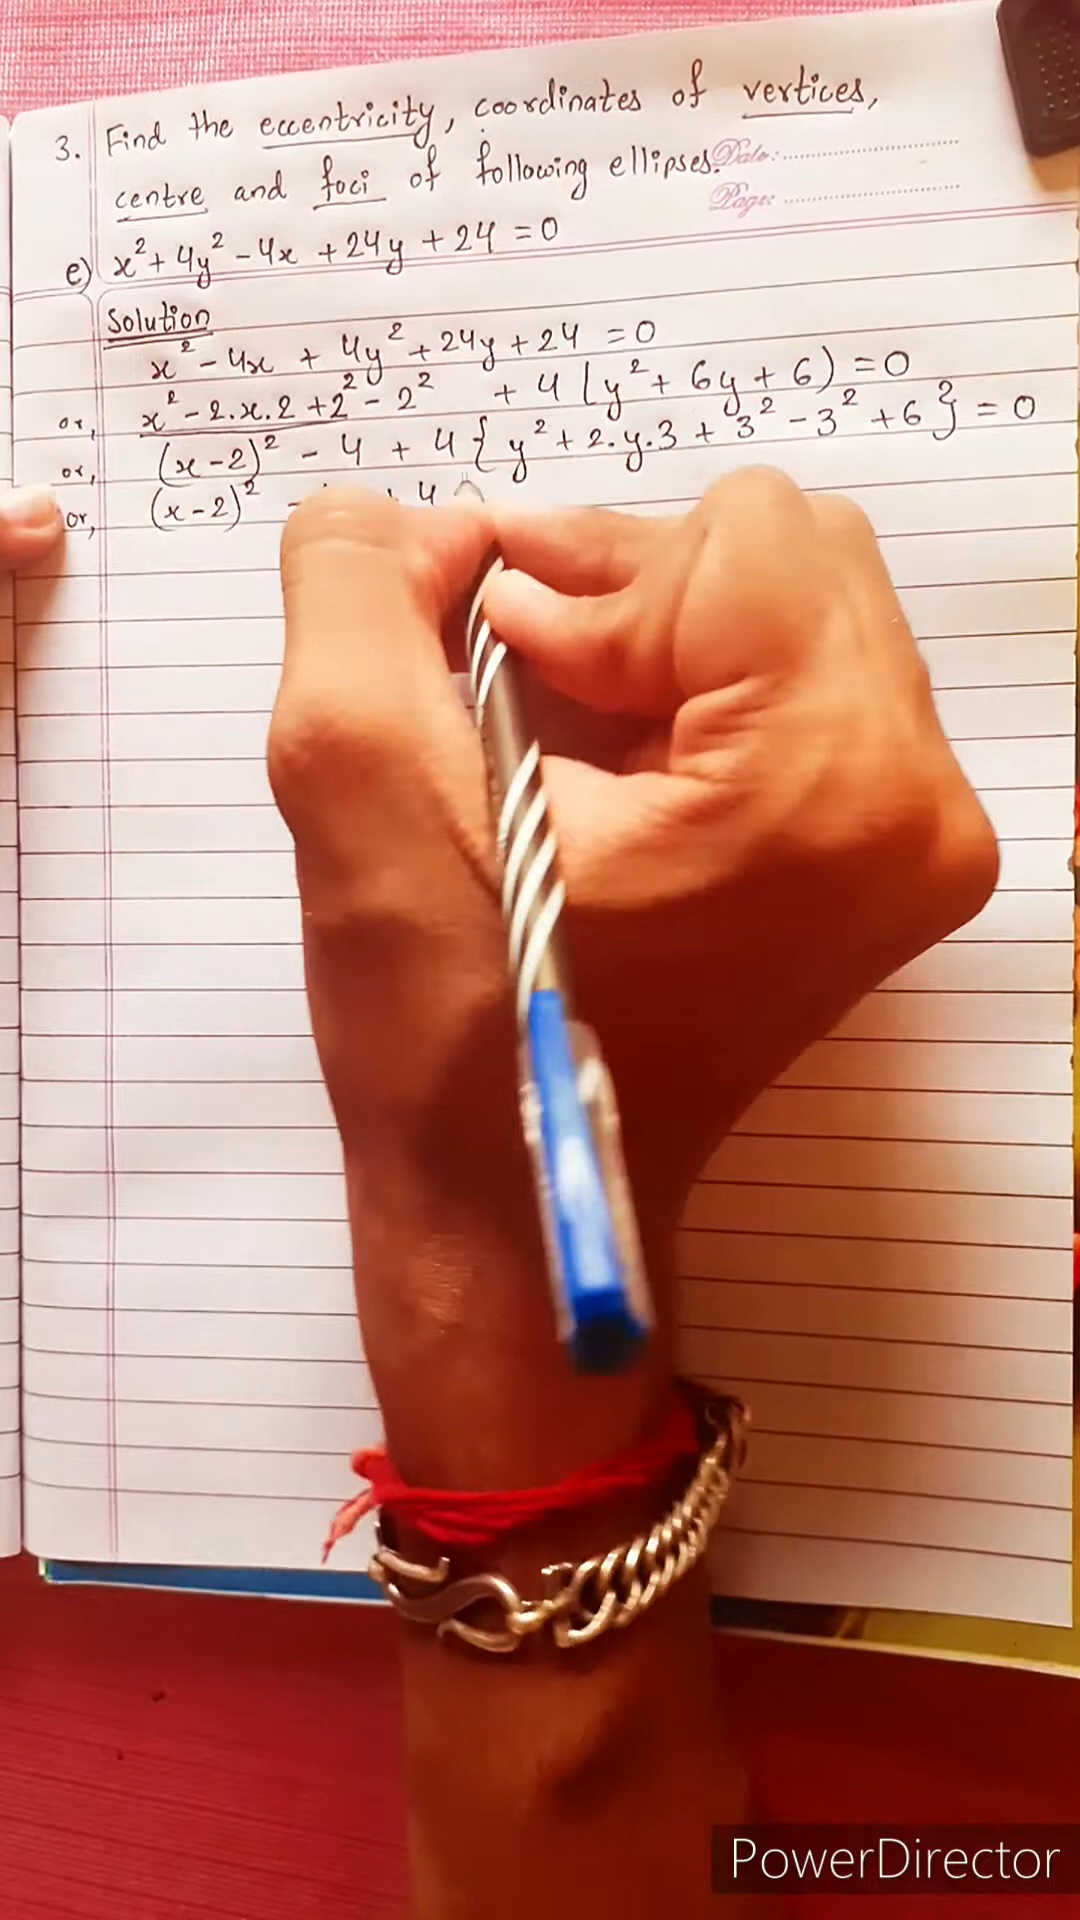 3. Find the eccentricity, coordinates of vertices,
centre and foci of following ellipses.
Date:
Page:
e) x² + 4y² - 4x + 24y + 24 = 0
Solution
x² - 4x + 4y² + 24y + 24 = 0
or, x² - 2.x.2 + 2² - 2² + 4 (y² + 6y + 6) = 0
or, (x-2)² - 4 + 4 { y² + 2.y.3 + 3² - 3² + 6 } = 0
or, (x-2)² - 4
PowerDirector